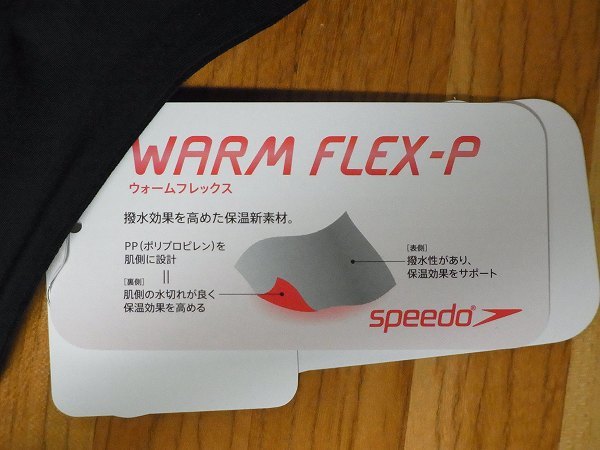 WARM FLEX-P
ウォームフレックス
撥水効果を高めた保温新素材。
PP(ポリプロピレン)を
肌側に設計
||
[裏側]
肌側の水切れが良く
保温効果を高める
[表側]
撥水性があり、
保温効果をサポート
speedo